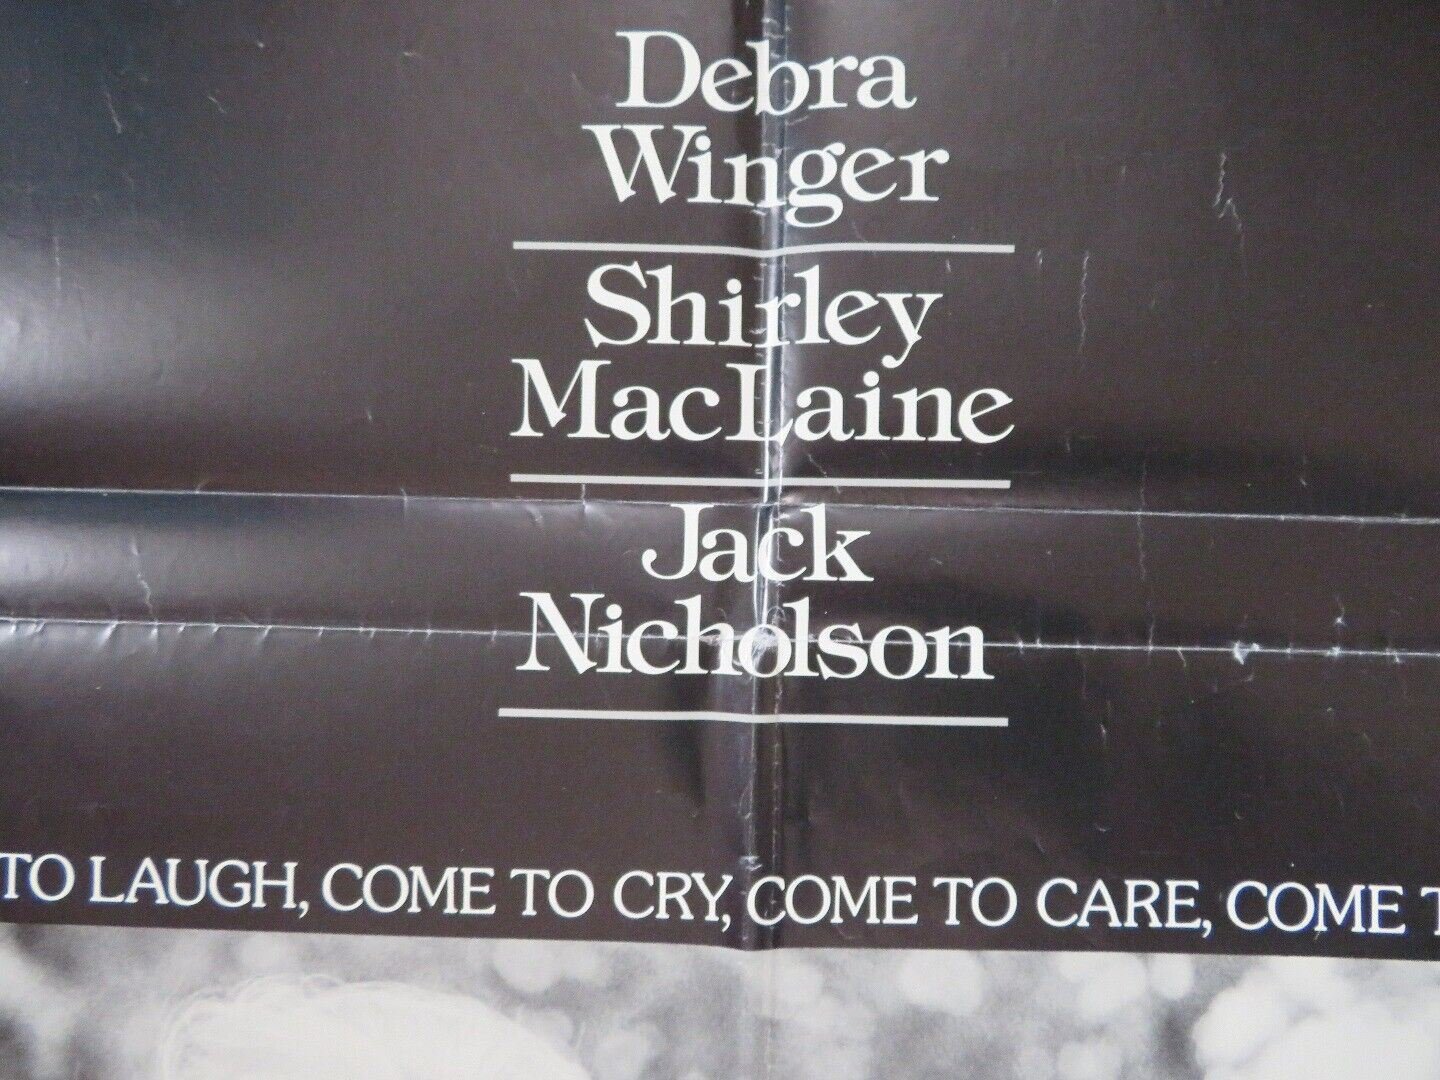 Debra
Winger
Shirley
MacLaine
Jack
Nicholson
TO LAUGH, COME TO CRY, COME TO CARE, COME T